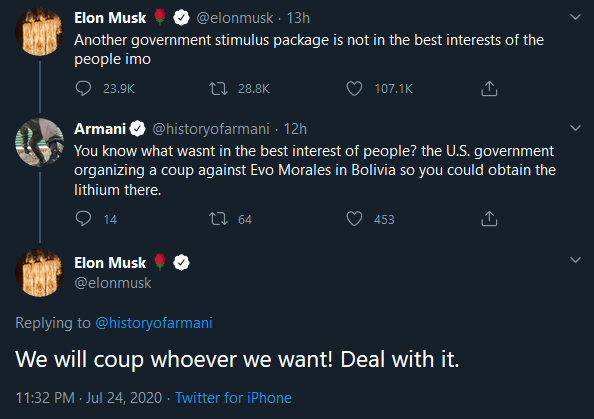 Elon Musk 🌹 @elonmusk · 13h
Another government stimulus package is not in the best interests of the
people imo
23.9K 28.8K 107.1K
Armani @historyofarmani · 12h
You know what wasnt in the best interest of people? the U.S. government
organizing a coup against Evo Morales in Bolivia so you could obtain the
lithium there.
14 64 453
Elon Musk 🌹
@elonmusk
Replying to @historyofarmani
We will coup whoever we want! Deal with it.
11:32 PM · Jul 24, 2020 · Twitter for iPhone